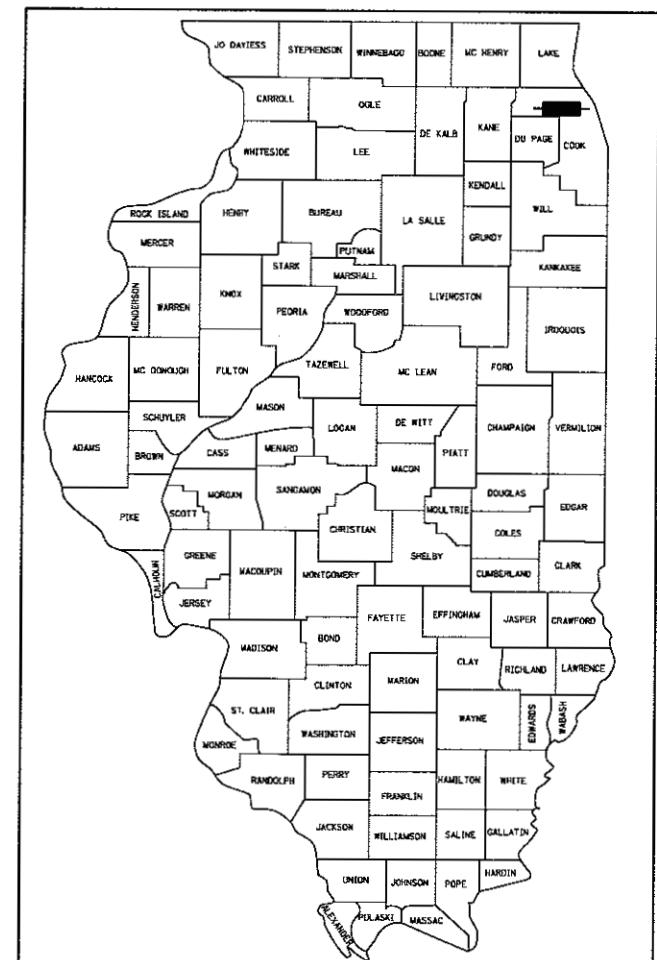 JO DAVIESS STEPHENSON WINNEBAGO BOONE MC HENRY LAKE
CARROLL OGLE DE KALB KANE DU PAGE COOK
WHITESIDE LEE
KENDALL
ROCK ISLAND HENRY BUREAU LA SALLE GRUNDY WILL
MERCER PUTNAM
STARK MARSHALL KANKAKEE
HENDERSON WARREN KNOX PEORIA WOODFORD LIVINGSTON IROQUOIS
HANCOCK MC DONOUGH FULTON TAZEWELL MC LEAN FORD
SCHUYLER MASON LOGAN DE WITT CHAMPAIGN VERMILION
ADAMS BROWN CASS MENARD MACON PIATT
PIKE SCOTT MORGAN SANGAMON CHRISTIAN MOULTRIE DOUGLAS EDGAR
COLES
CALHOUN GREENE MACOUPIN MONTGOMERY SHELBY CUMBERLAND CLARK
JERSEY FAYETTE EFFINGHAM JASPER CRAWFORD
MADISON BOND
CLAY RICHLAND LAWRENCE
CLINTON MARION
ST. CLAIR WAYNE EDWARDS WABASH
MONROE WASHINGTON JEFFERSON
RANDOLPH PERRY HAMILTON WHITE
FRANKLIN
JACKSON WILLIAMSON SALINE GALLATIN
UNION JOHNSON POPE HARDIN
ALEXANDER PULASKI MASSAC